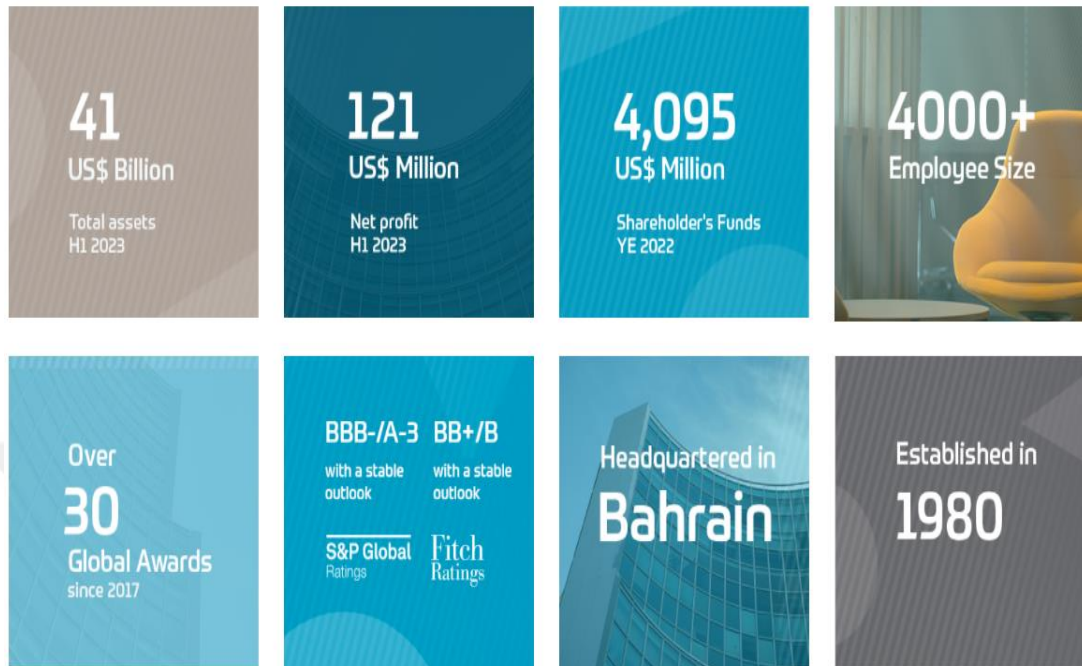 41
US$ Billion
Total assets
H1 2023
121
US$ Million
Net profit
H1 2023
4,095
US$ Million
Shareholder's Funds
YE 2022
4000+
Employee Size
Over
30
Global Awards
since 2017
BBB-/A-3
with a stable
outlook
S&P Global
Ratings
BB+/B
with a stable
outlook
Fitch
Ratings
Headquartered in
Bahrain
Established in
1980